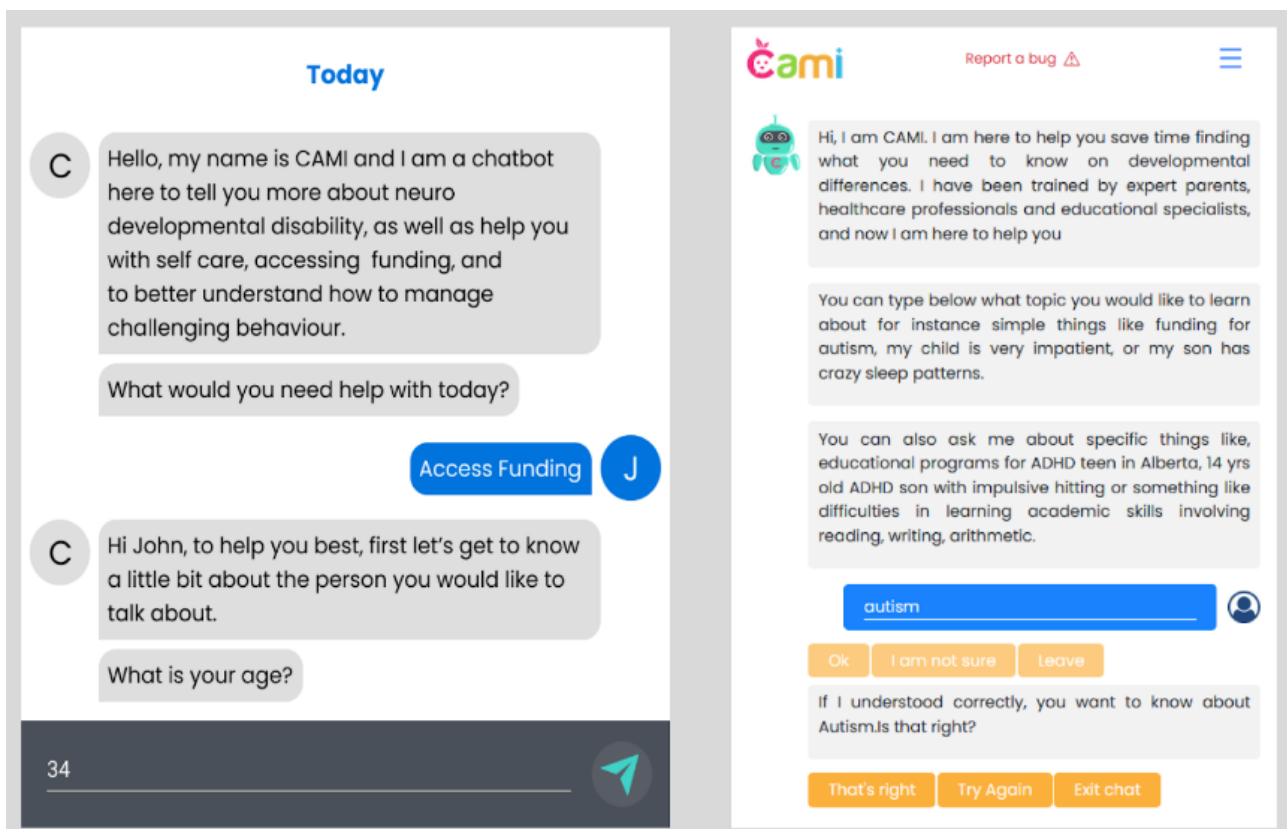 Today
C
Hello, my name is CAMI and I am a chatbot
here to tell you more about neuro
developmental disability, as well as help you
with self care, accessing funding, and
to better understand how to manage
challenging behaviour.
What would you need help with today?
Access Funding
J
C
Hi John, to help you best, first let's get to know
a little bit about the person you would like to
talk about.
What is your age?
34
Cami
Report a bug
C
Hi, I am CAMI. I am here to help you save time finding
what you need to know on developmental
differences. I have been trained by expert parents,
healthcare professionals and educational specialists,
and now I am here to help you
You can type below what topic you would like to learn
about for instance simple things like funding for
autism, my child is very impatient, or my son has
crazy sleep patterns.
You can also ask me about specific things like,
educational programs for ADHD teen in Alberta, 14 yrs
old ADHD son with impulsive hitting or something like
difficulties in learning academic skills involving
reading, writing, arithmetic.
autism
Ok I am not sure Leave
If I understood correctly, you want to know about
Autism.Is that right?
That's right Try Again Exit chat